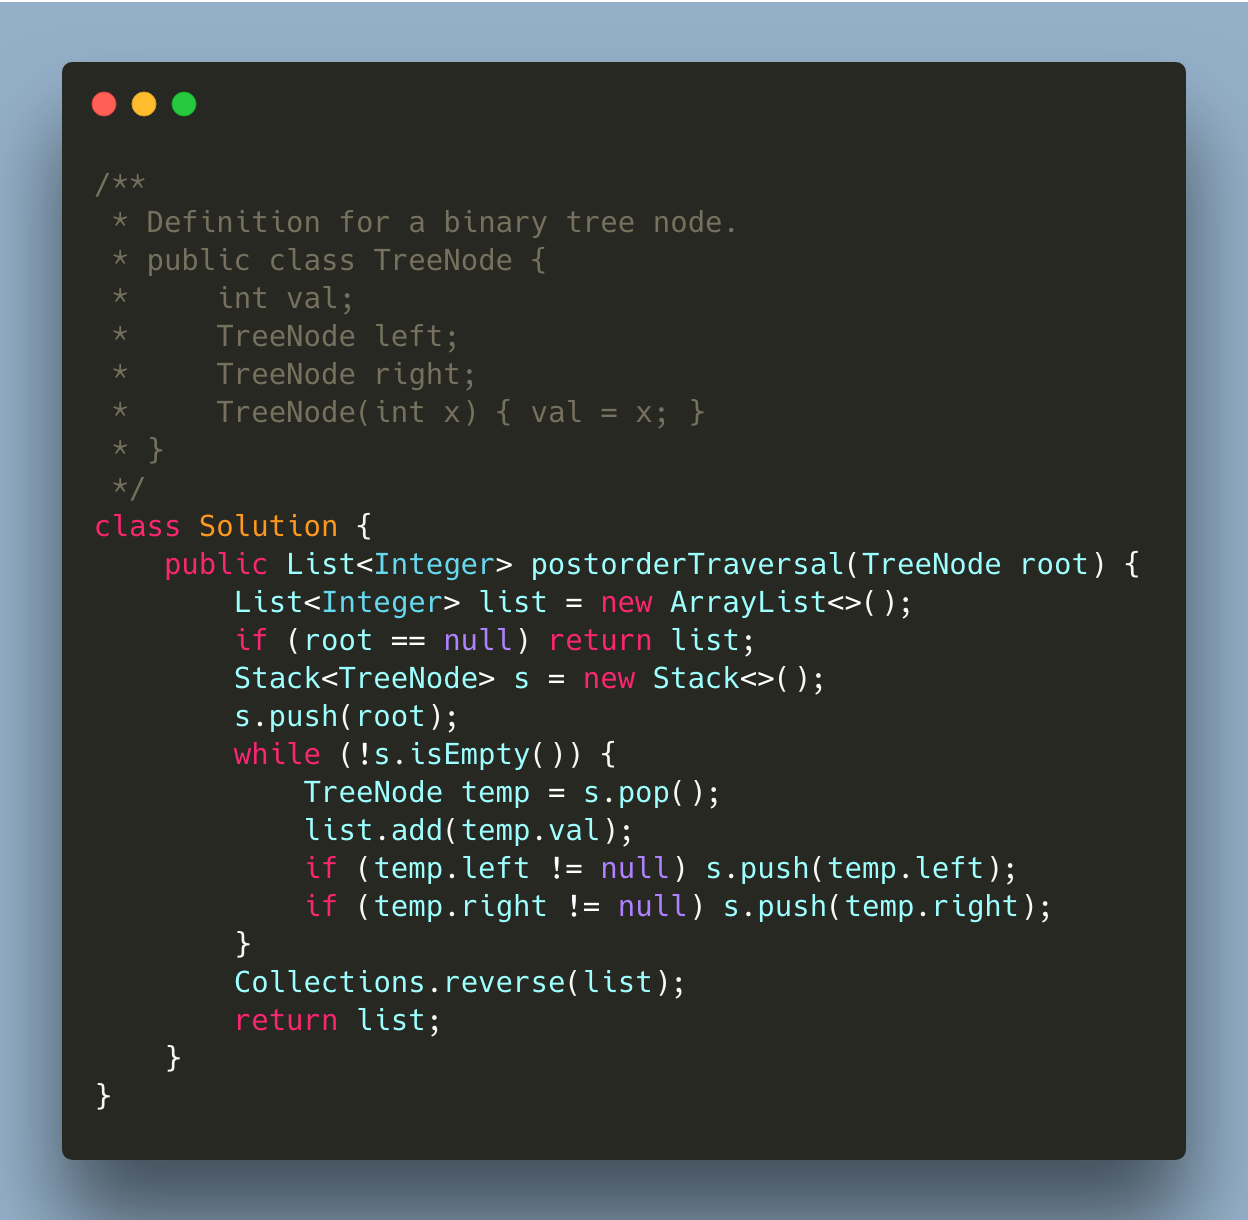 /**
 * Definition for a binary tree node.
 * public class TreeNode {
 *     int val;
 *     TreeNode left;
 *     TreeNode right;
 *     TreeNode(int x) { val = x; }
 * }
 */
class Solution {
    public List<Integer> postorderTraversal(TreeNode root) {
        List<Integer> list = new ArrayList<>();
        if (root == null) return list;
        Stack<TreeNode> s = new Stack<>();
        s.push(root);
        while (!s.isEmpty()) {
            TreeNode temp = s.pop();
            list.add(temp.val);
            if (temp.left != null) s.push(temp.left);
            if (temp.right != null) s.push(temp.right);
        }
        Collections.reverse(list);
        return list;
    }
}